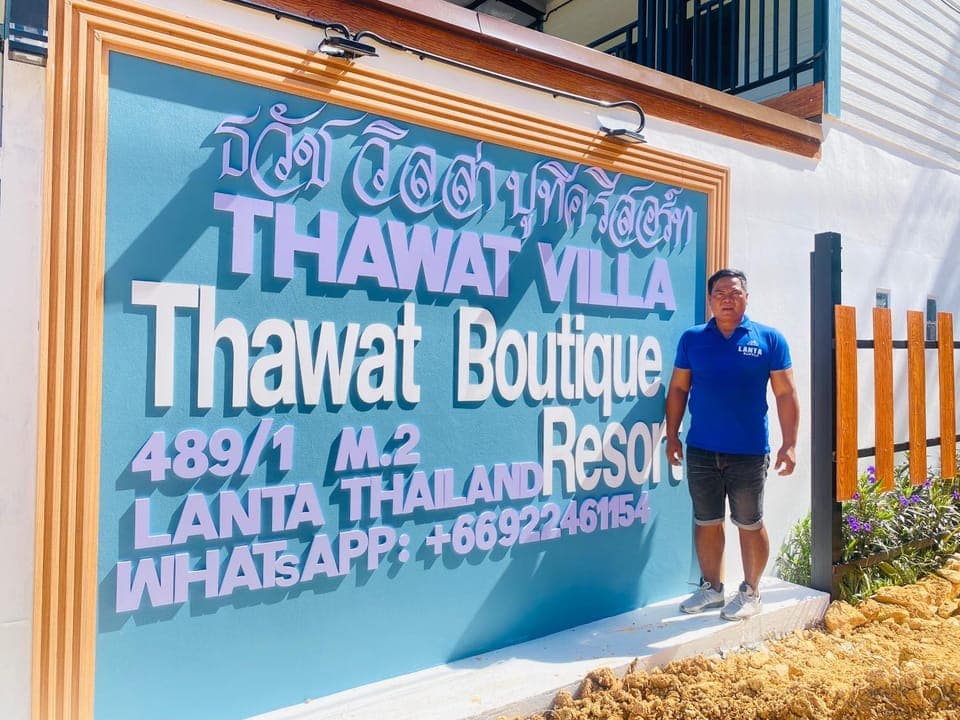 ธวัช วิลล่า บูทีค รีสอร์ท
THAWAT VILLA
Thawat Boutique
Resort
489/1 M.2
LANTA THAILAND
WHATsAPP: +66922461154
LANTA